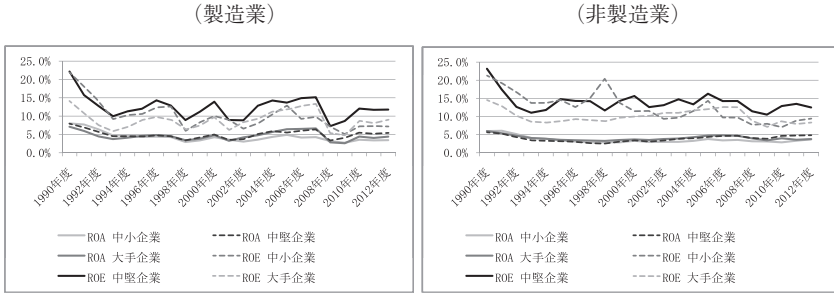 （製造業）
25.0%
20.0%
15.0%
10.0%
5.0%
0.0%
1990年度
1992年度
1994年度
1996年度
1998年度
2000年度
2002年度
2004年度
2006年度
2008年度
2010年度
2012年度
ROA 中小企業
ROA 中堅企業
ROA 大手企業
ROE 中小企業
ROE 中堅企業
ROE 大手企業
（非製造業）
25.0%
20.0%
15.0%
10.0%
5.0%
0.0%
1990年度
1992年度
1994年度
1996年度
1998年度
2000年度
2002年度
2004年度
2006年度
2008年度
2010年度
2012年度
ROA 中小企業
ROA 中堅企業
ROA 大手企業
ROE 中小企業
ROE 中堅企業
ROE 大手企業